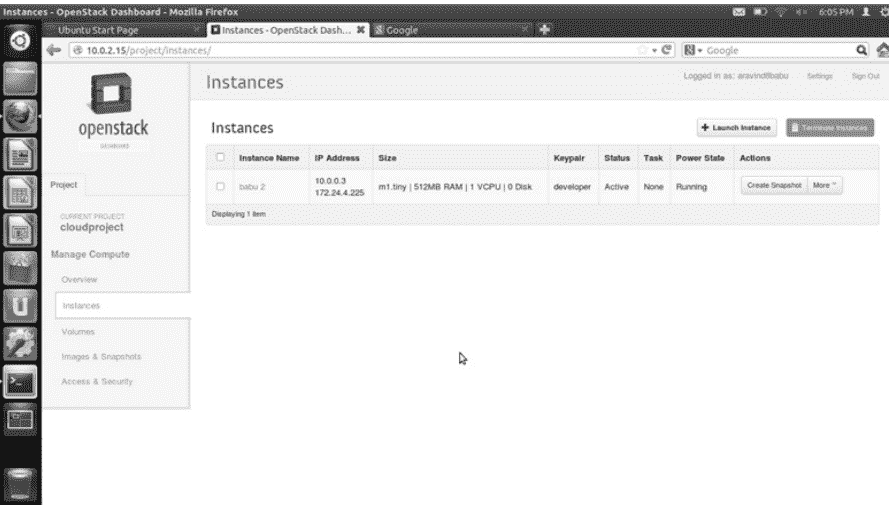 Instances - OpenStack Dashboard - Mozilla Firefox
6:05 PM
Ubuntu Start Page
Instances - OpenStack Dash...
Google
10.0.2.15/project/instances/
Google
openstack
DASHBOARD
Project
CURRENT PROJECT
cloudproject
Manage Compute
Overview
Instances
Volumes
Images & Snapshots
Access & Security
Instances
Logged in as: aravindtlbabu
Settings
Sign Out
Instances
Launch Instance
Terminate Instances
Instance Name IP Address Size Keypair Status Task Power State Actions
babu 2 10.0.0.3 m1.tiny | 512MB RAM | 1 VCPU | 0 Disk developer Active None Running Create Snapshot More
172.24.4.225
Displaying 1 item